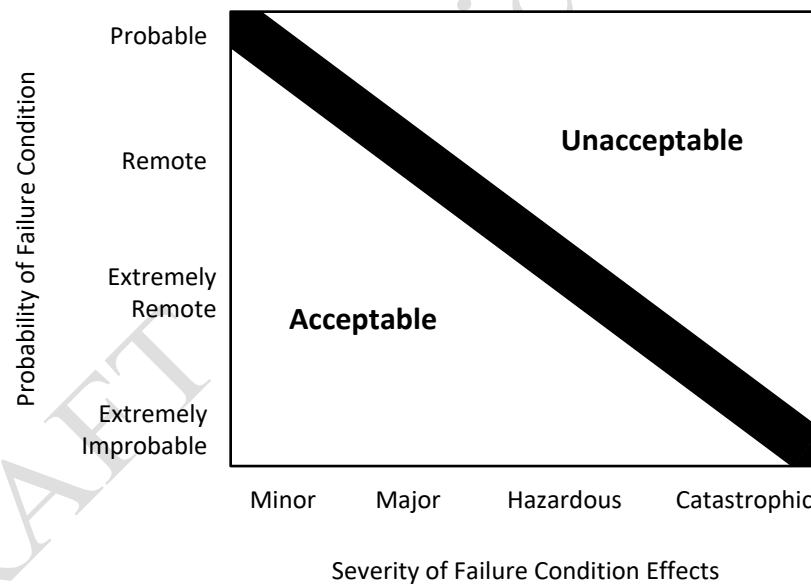 Probable
Remote
Extremely
Remote
Extremely
Improbable
Probability of Failure Condition
Unacceptable
Acceptable
Minor Major Hazardous Catastrophic
Severity of Failure Condition Effects